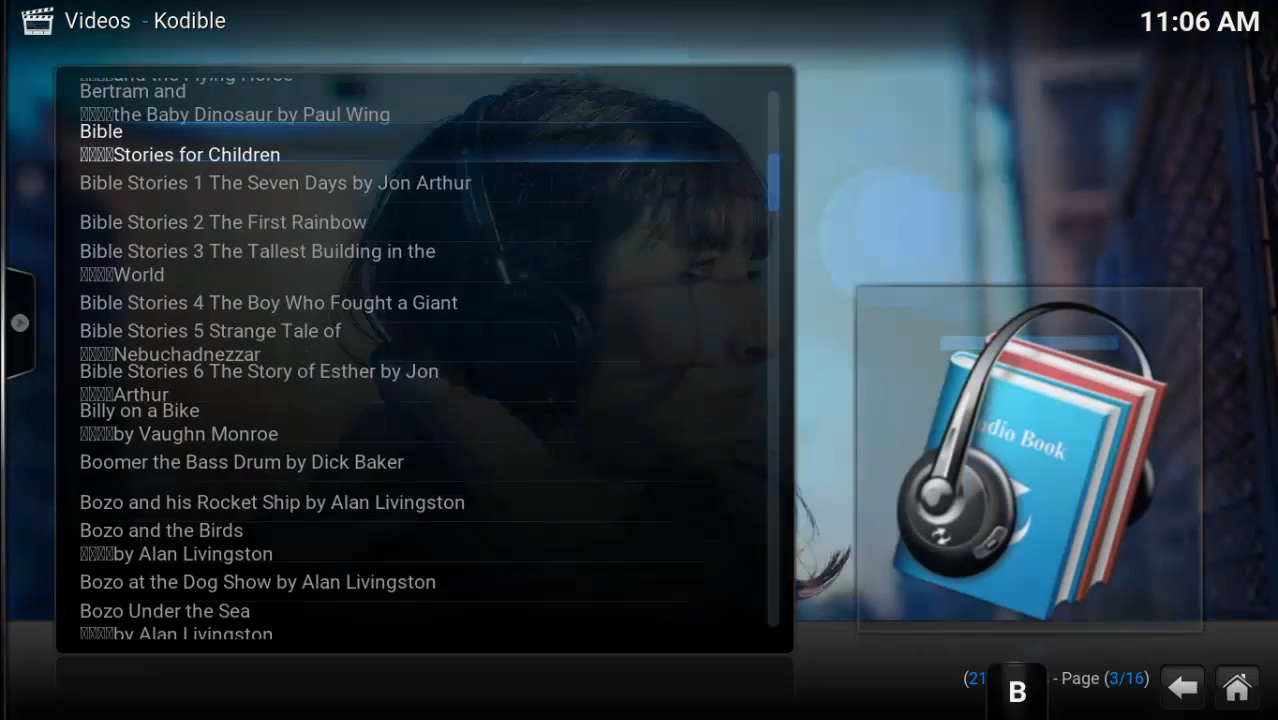 Videos - Kodible
11:06 AM
and the Flying Horse
Bertram and
the Baby Dinosaur by Paul Wing
Bible
Stories for Children
Bible Stories 1 The Seven Days by Jon Arthur
Bible Stories 2 The First Rainbow
Bible Stories 3 The Tallest Building in the
World
Bible Stories 4 The Boy Who Fought a Giant
Bible Stories 5 Strange Tale of
Nebuchadnezzar
Bible Stories 6 The Story of Esther by Jon
Arthur
Billy on a Bike
by Vaughn Monroe
Boomer the Bass Drum by Dick Baker
Bozo and his Rocket Ship by Alan Livingston
Bozo and the Birds
by Alan Livingston
Bozo at the Dog Show by Alan Livingston
Bozo Under the Sea
by Alan Livingston
Book
(21
B
- Page (3/16)